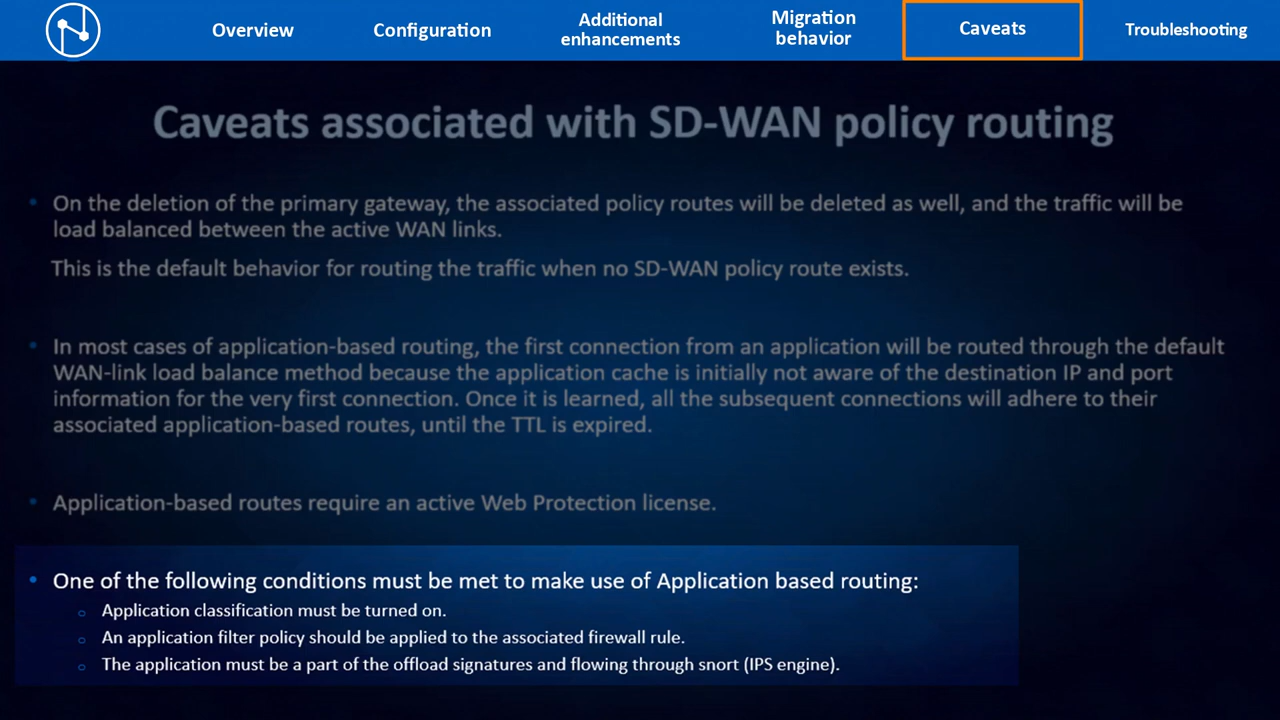 Overview
Configuration
Additional
enhancements
Migration
behavior
Caveats
Troubleshooting
Caveats associated with SD-WAN policy routing
• On the deletion of the primary gateway, the associated policy routes will be deleted as well, and the traffic will be
load balanced between the active WAN links.
This is the default behavior for routing the traffic when no SD-WAN policy route exists.
• In most cases of application-based routing, the first connection from an application will be routed through the default
WAN-link load balance method because the application cache is initially not aware of the destination IP and port
information for the very first connection. Once it is learned, all the subsequent connections will adhere to their
associated application-based routes, until the TTL is expired.
• Application-based routes require an active Web Protection license.
• One of the following conditions must be met to make use of Application based routing:
o Application classification must be turned on.
o An application filter policy should be applied to the associated firewall rule.
o The application must be a part of the offload signatures and flowing through snort (IPS engine).